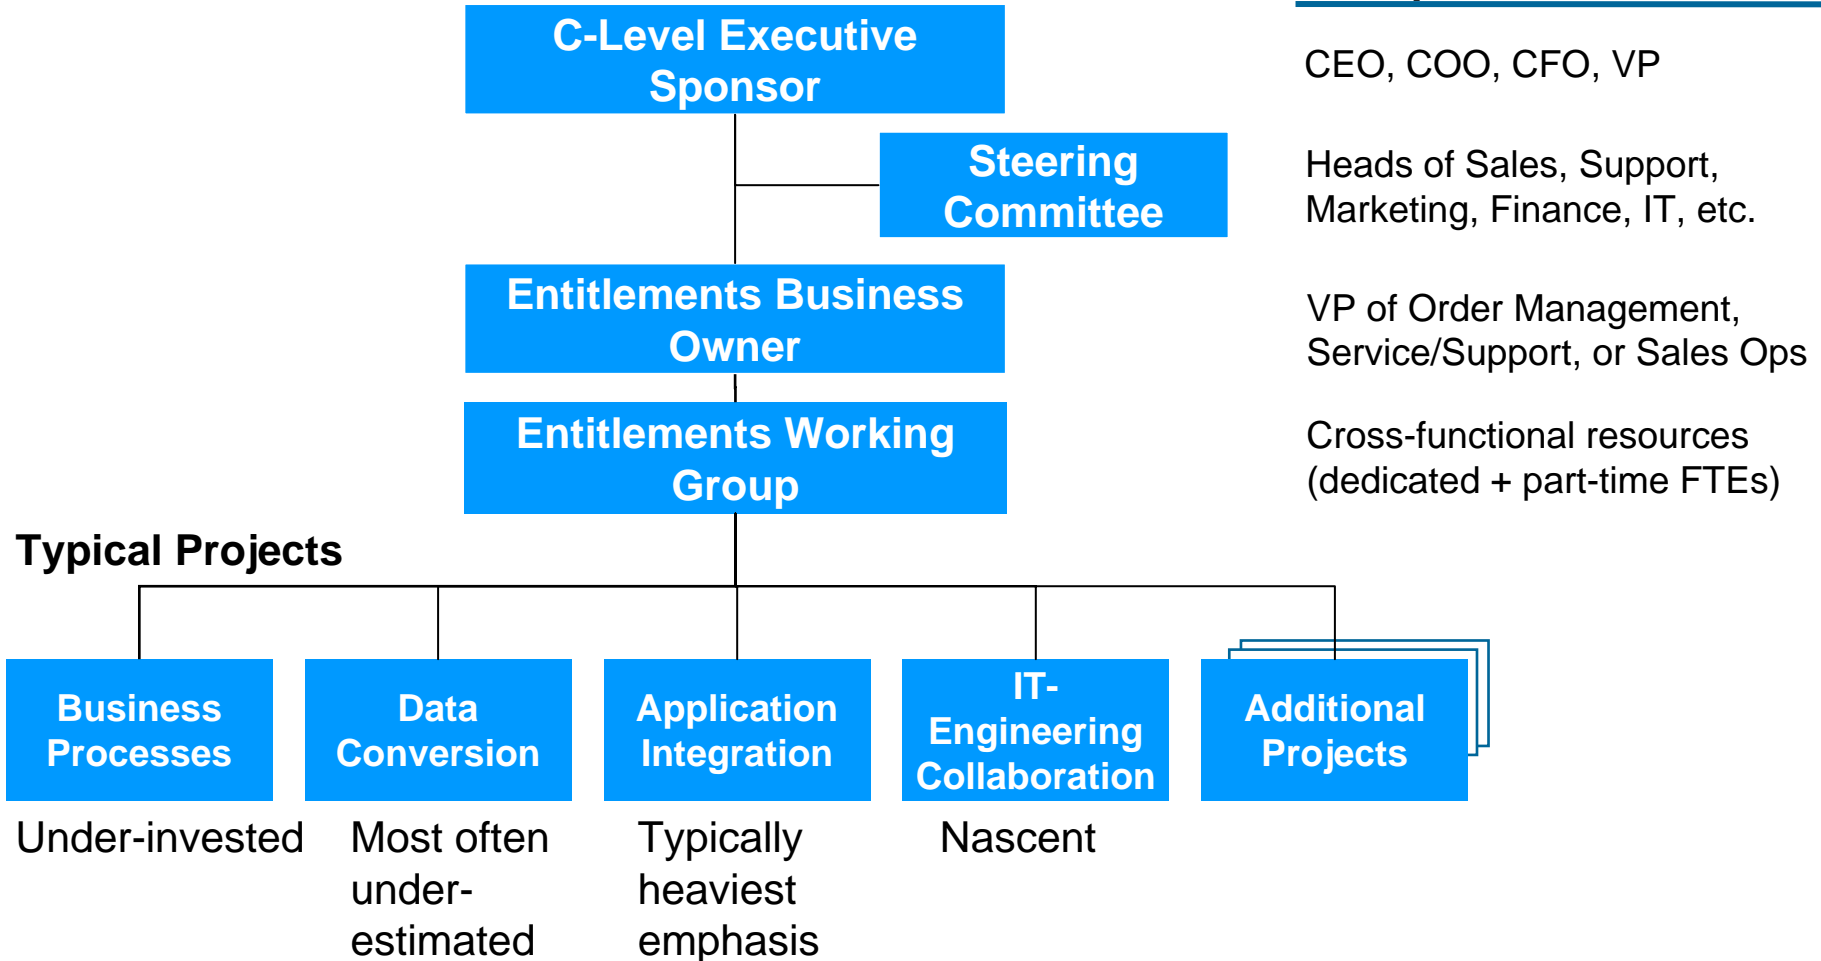 C-Level Executive
Sponsor
CEO, COO, CFO, VP
Steering
Committee
Heads of Sales, Support,
Marketing, Finance, IT, etc.
Entitlements Business
Owner
VP of Order Management,
Service/Support, or Sales Ops
Entitlements Working
Group
Cross-functional resources
(dedicated + part-time FTEs)
Typical Projects
Business
Processes
Data
Conversion
Application
Integration
IT-
Engineering
Collaboration
Additional
Projects
Under-invested
Most often
under-
estimated
Typically
heaviest
emphasis
Nascent